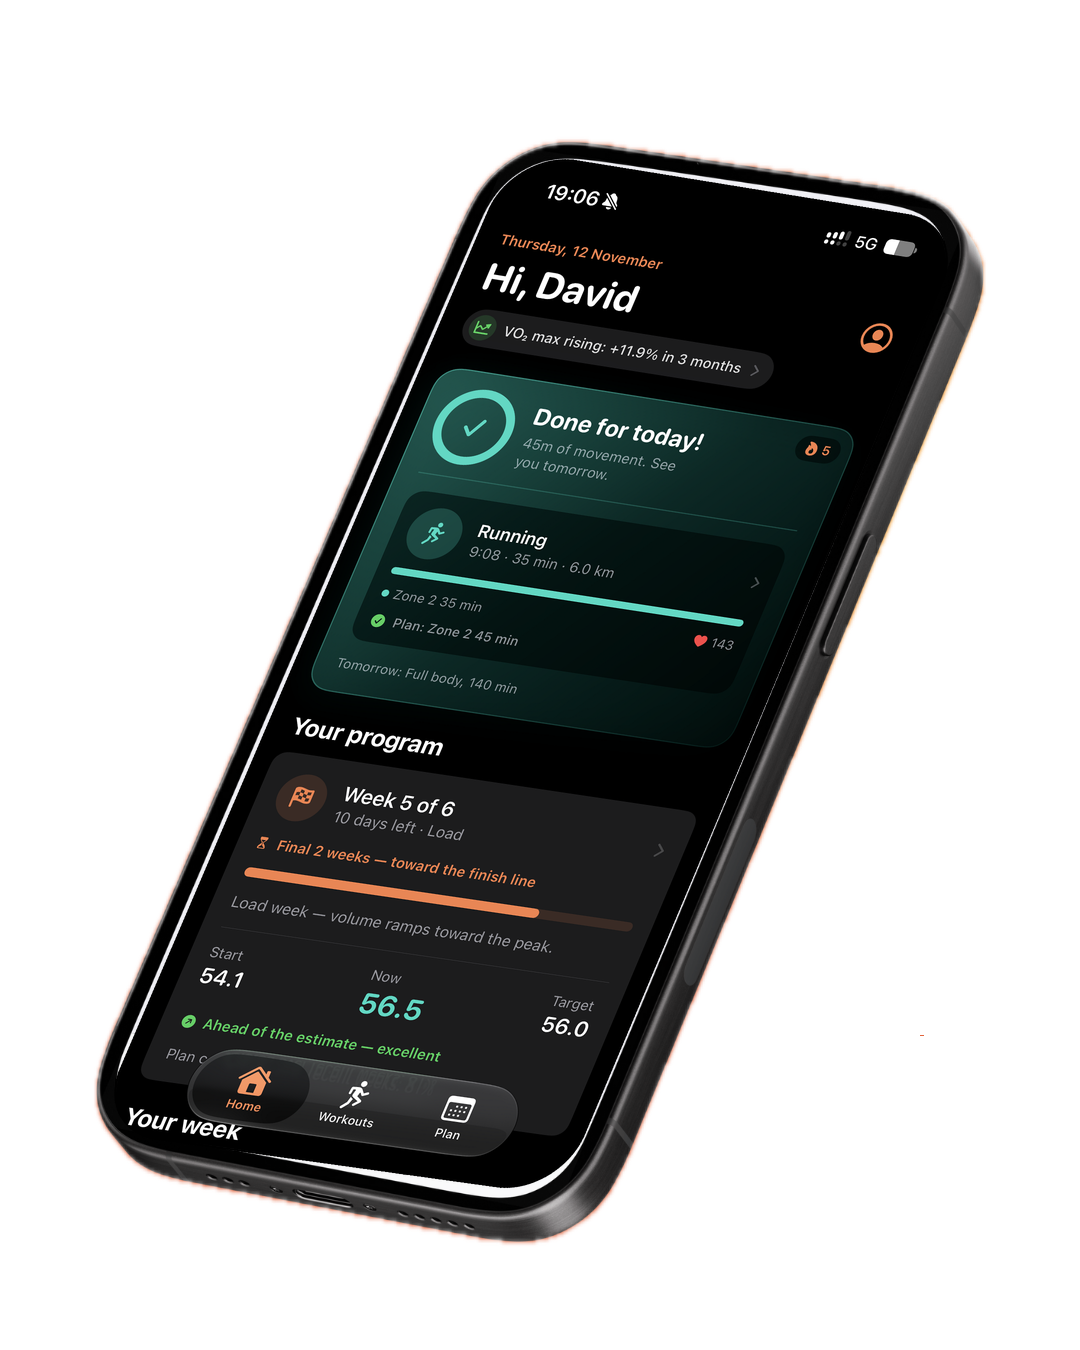 19:06
5G
Thursday, 12 November
Hi, David
VO₂ max rising: +11.9% in 3 months
Done for today!
5
45m of movement. See
you tomorrow.
Running
9:08 · 35 min · 6.0 km
Zone 2 35 min
Plan: Zone 2 45 min
143
Tomorrow: Full body, 140 min
Your program
Week 5 of 6
10 days left · Load
Final 2 weeks — toward the finish line
Load week — volume ramps toward the peak.
Start
Now
Target
54.1
56.5
56.0
Ahead of the estimate — excellent
Plan
Home
Workouts
Plan
Your week